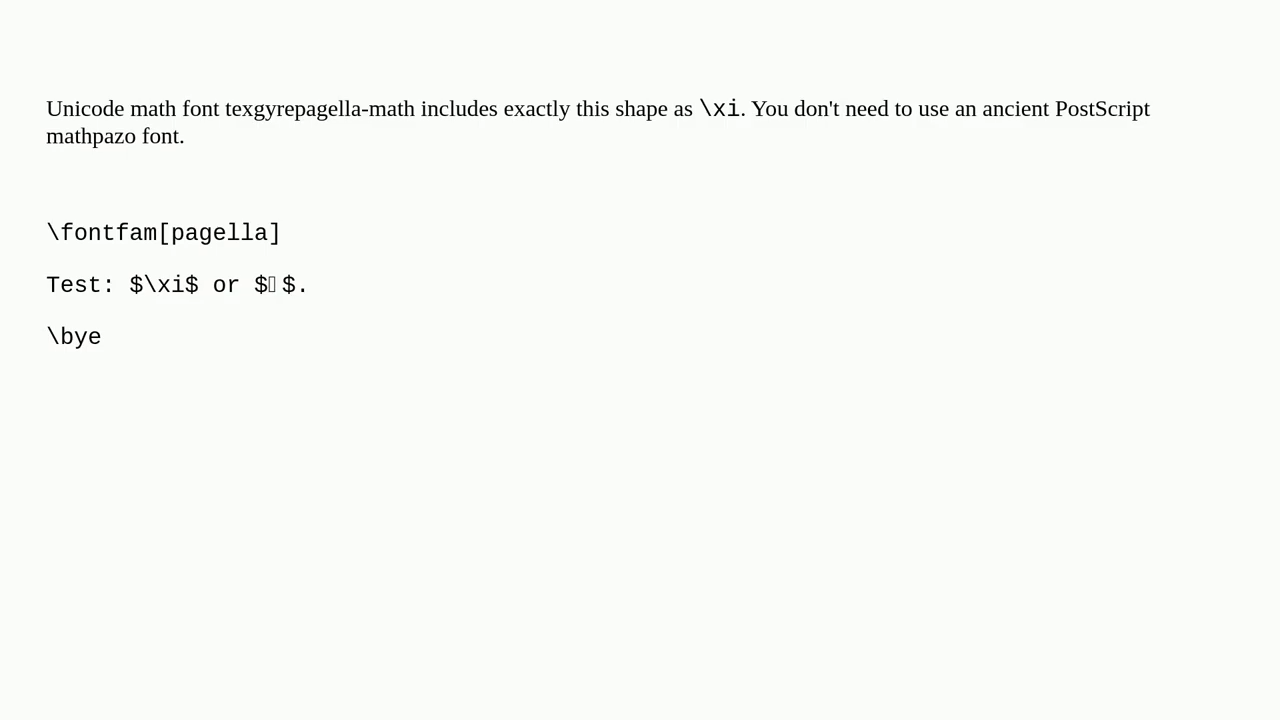 Unicode math font texgyrepagella-math includes exactly this shape as \xi. You don't need to use an ancient PostScript
mathpazo font.
\fontfam[pagella]
Test: $\xi$ or $▯$.
\bye